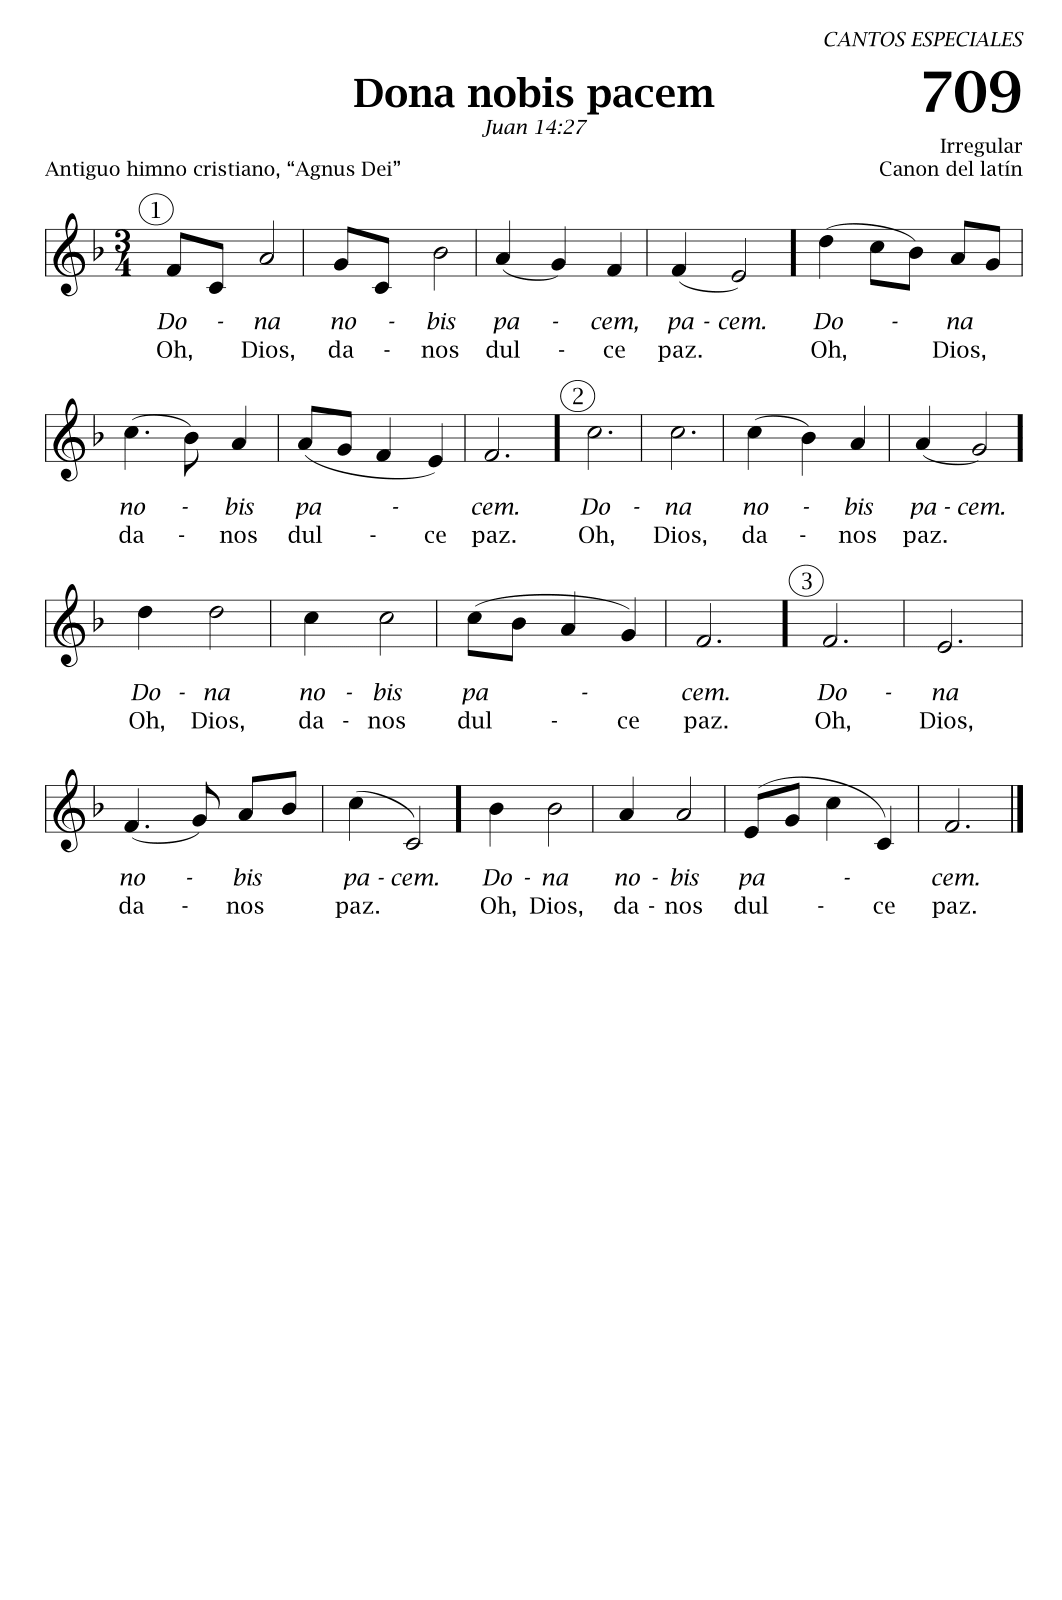 CANTOS ESPECIALES
Dona nobis pacem
709
Juan 14:27
Irregular
Antiguo himno cristiano, “Agnus Dei”
Canon del latín
1
3
4
Do - na no - bis pa - cem, pa - cem. Do - na
Oh, Dios, da - nos dul - ce paz. Oh, Dios,
2
no - bis pa - cem. Do - na no - bis pa - cem.
da - nos dul - ce paz. Oh, Dios, da - nos paz.
3
Do - na no - bis pa - cem. Do - na
Oh, Dios, da - nos dul - ce paz. Oh, Dios,
no - bis pa - cem. Do - na no - bis pa - cem.
da - nos paz. Oh, Dios, da - nos dul - ce paz.